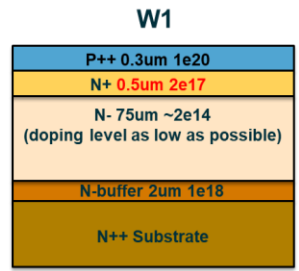 W1
P++ 0.3um 1e20
N+ 0.5um 2e17
N- 75um ~2e14
(doping level as low as possible)
N-buffer 2um 1e18
N++ Substrate